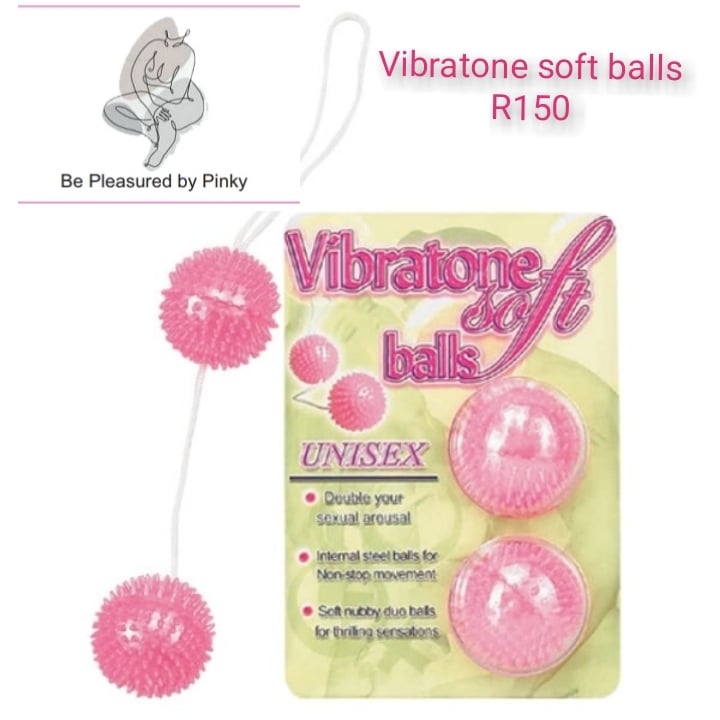 Vibratone soft balls
R150
Be Pleasured by Pinky
Vibratone
soft
balls
UNISEX
Double your
sexual arousal
Internal steel balls for
Non-stop movement
Soft nubby duo balls
for thrilling sensations